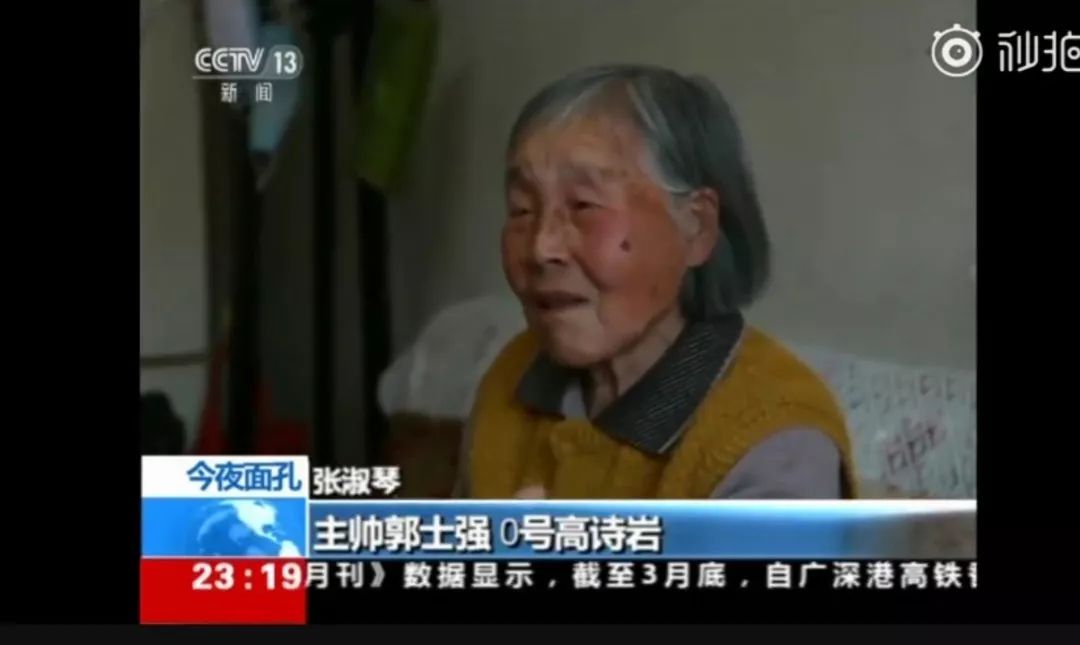 CCTV 13
新闻
秒拍
今夜面孔
张淑琴
主帅郭士强 0号高诗岩
23:19
月刊》数据显示，截至3月底，自广深港高铁